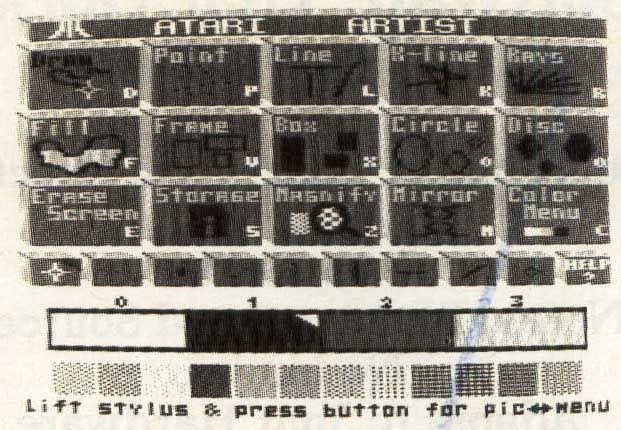 ATARI ARTIST
Draw Point Line K-line Rays
D P L K R
Fill Frame Box Circle Disc
F V X O Q
Erase Screen Storage Magnify Mirror Color Menu
E S Z M C
HELP
?
0 1 2 3
Lift stylus & press button for pic↔Menu